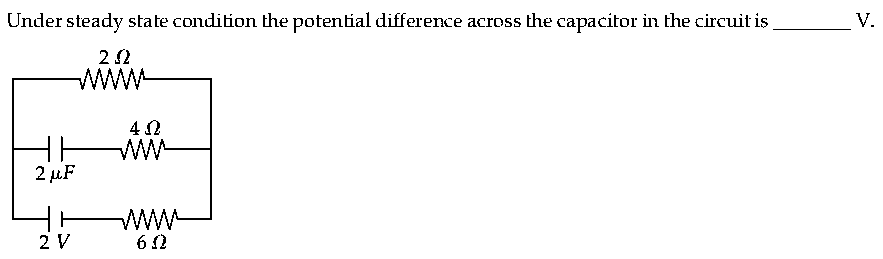 Under steady state condition the potential difference across the capacitor in the circuit is ________ V.
2 Ω
4 Ω
2 μF
2 V
6 Ω